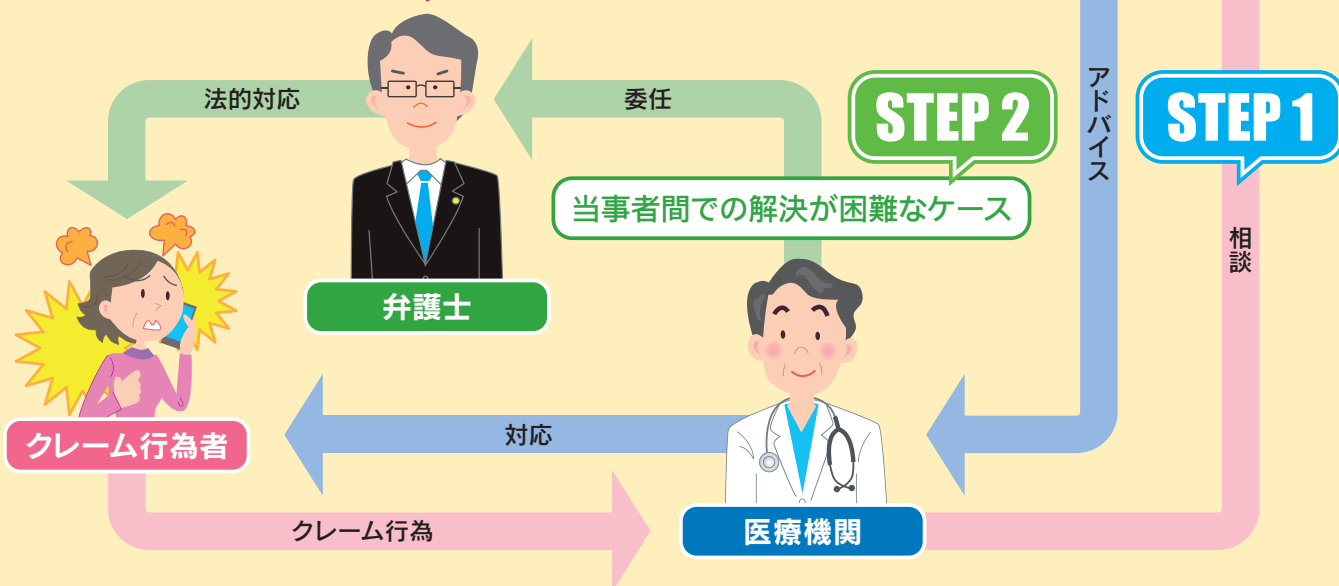 法的対応
委任
STEP 2
アドバイス
STEP 1
当事者間での解決が困難なケース
相談
弁護士
クレーム行為者
対応
クレーム行為
医療機関